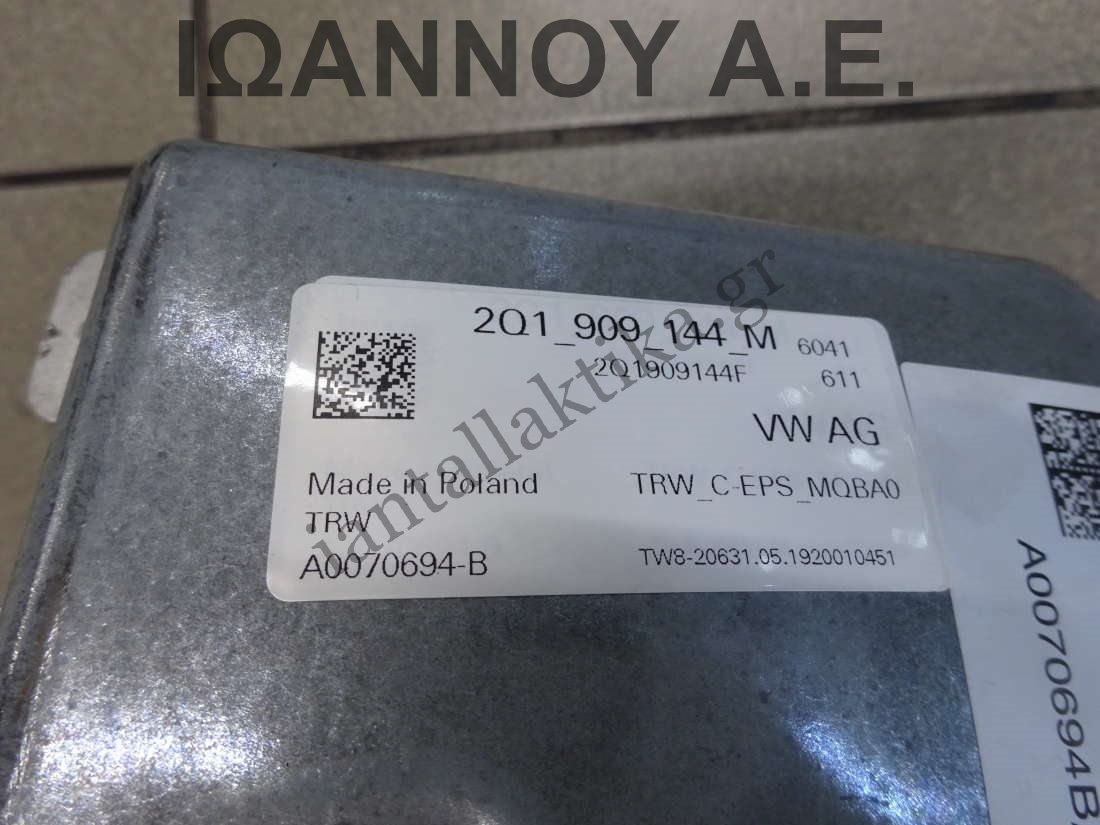 ΙΩΑΝΝΟΥ Α.Ε.
2Q1_909_144_M 6041
2Q1909144F 611
VW AG
Made in Poland TRW_C-EPS_MQBA0
TRW
A0070694-B TW8-20631.05.1920010451
iantallaktika.gr
A0070694B